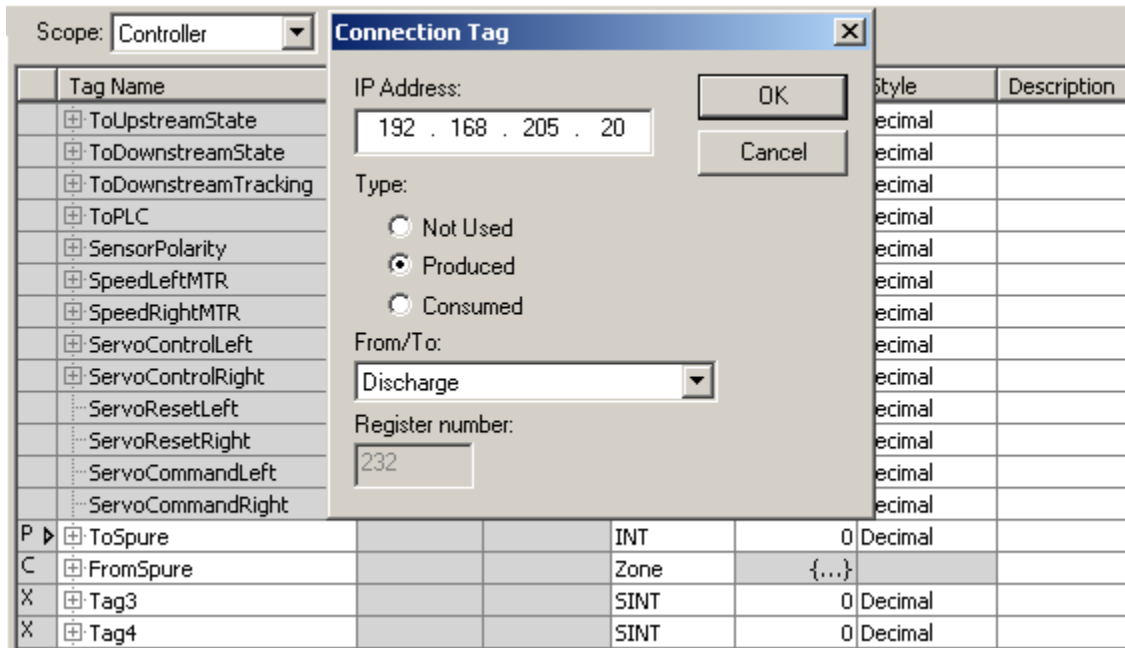 Scope: Controller
Connection Tag
Tag Name
Style
Description
IP Address:
OK
192 . 168 . 205 . 20
Cancel
Type:
Not Used
Produced
Consumed
From/To:
Discharge
Register number:
232
ToUpstreamState
ecimal
ToDownstreamState
ecimal
ToDownstreamTracking
ecimal
ToPLC
ecimal
SensorPolarity
ecimal
SpeedLeftMTR
ecimal
SpeedRightMTR
ecimal
ServoControlLeft
ecimal
ServoControlRight
ecimal
ServoResetLeft
ecimal
ServoResetRight
ecimal
ServoCommandLeft
ecimal
ServoCommandRight
ecimal
P ToSpure INT 0 Decimal
C FromSpure Zone {...}
X Tag3 SINT 0 Decimal
X Tag4 SINT 0 Decimal